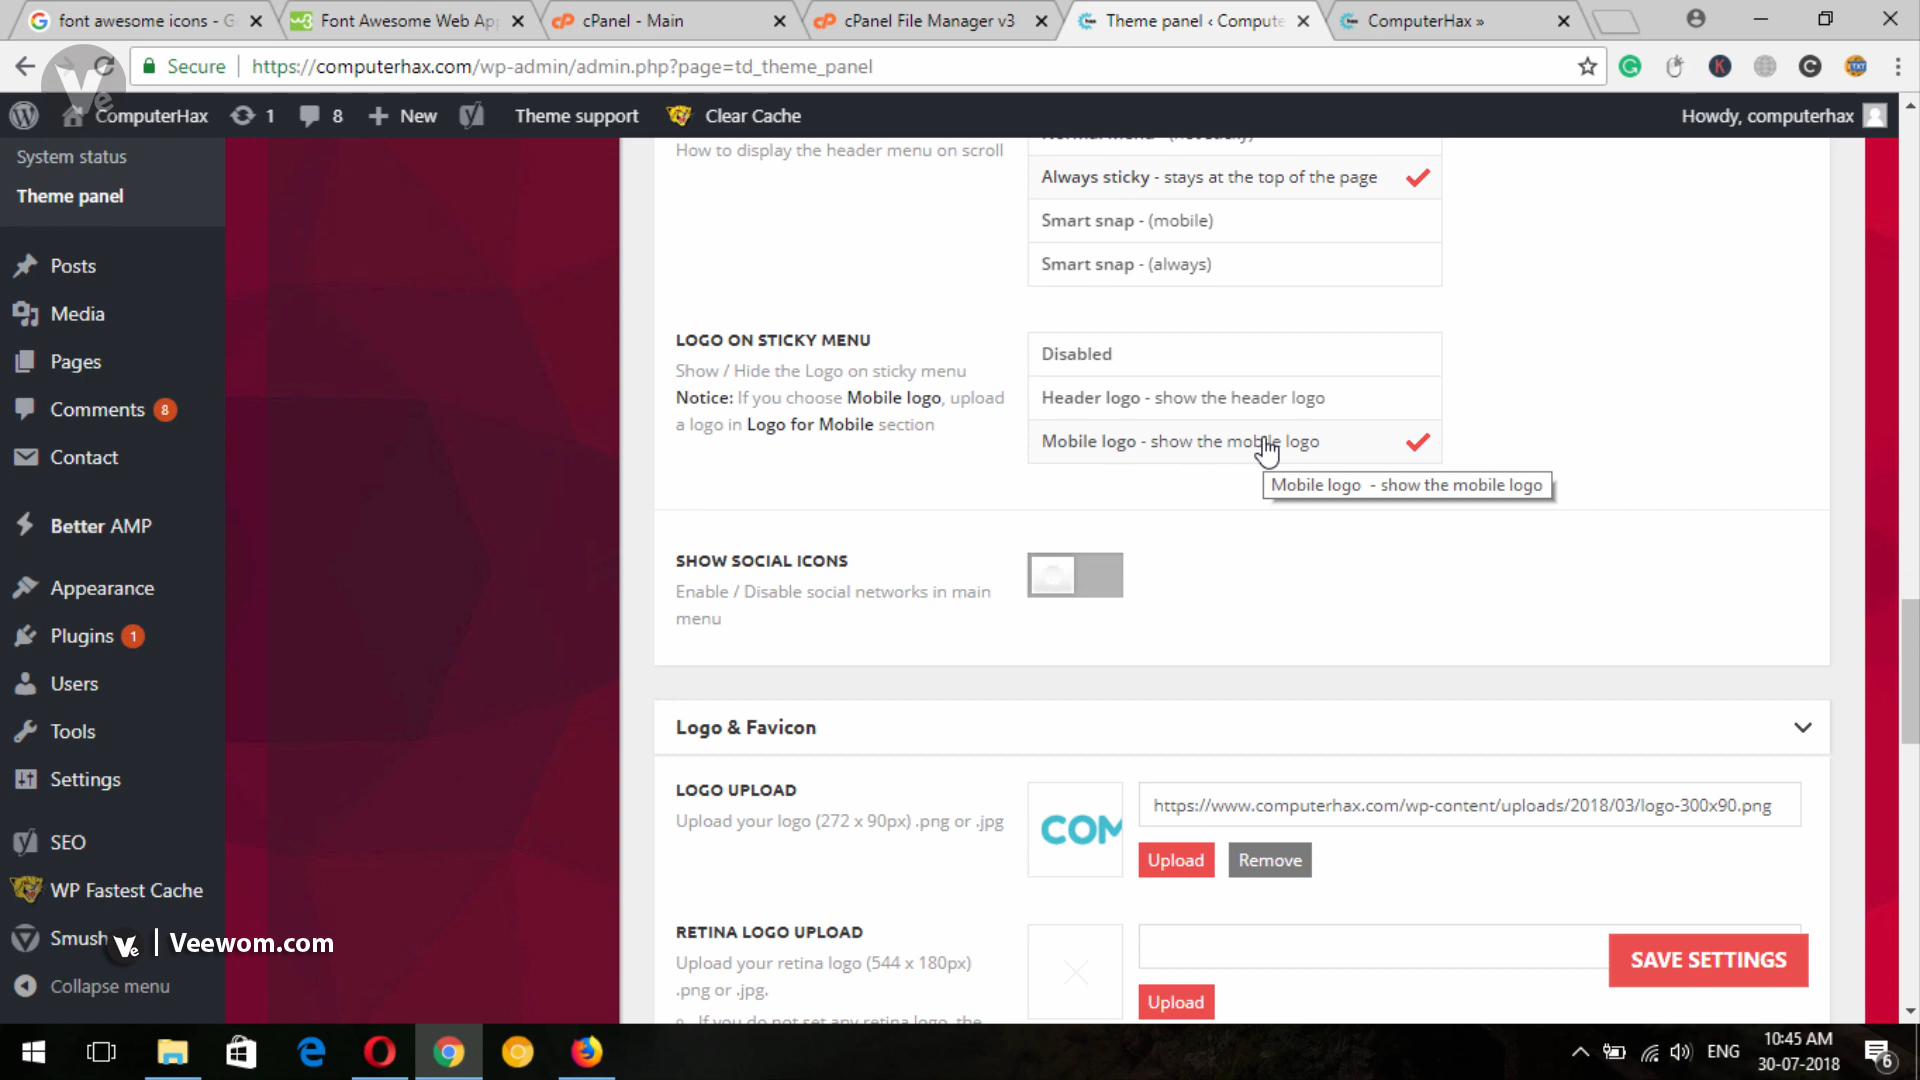 font awesome icons - G
Font Awesome Web App
cPanel - Main
cPanel File Manager v3
Theme panel ‹ Compute
ComputerHax »
Secure
https://computerhax.com/wp-admin/admin.php?page=td_theme_panel
ComputerHax
1
8
New
Theme support
Clear Cache
Howdy, computerhax
System status
Theme panel
Posts
Media
Pages
Comments 8
Contact
Better AMP
Appearance
Plugins 1
Users
Tools
Settings
SEO
WP Fastest Cache
Smush
Collapse menu
Ve | Veewom.com
How to display the header menu on scroll
Always sticky - stays at the top of the page
Smart snap - (mobile)
Smart snap - (always)
LOGO ON STICKY MENU
Show / Hide the Logo on sticky menu
Notice: If you choose Mobile logo, upload
a logo in Logo for Mobile section
Disabled
Header logo - show the header logo
Mobile logo - show the mobile logo
Mobile logo - show the mobile logo
SHOW SOCIAL ICONS
Enable / Disable social networks in main
menu
Logo & Favicon
LOGO UPLOAD
Upload your logo (272 x 90px) .png or .jpg
COM
https://www.computerhax.com/wp-content/uploads/2018/03/logo-300x90.png
Upload
Remove
RETINA LOGO UPLOAD
Upload your retina logo (544 x 180px)
.png or .jpg.
If you do not set any retina logo, the
Upload
SAVE SETTINGS
ENG
10:45 AM
30-07-2018
6